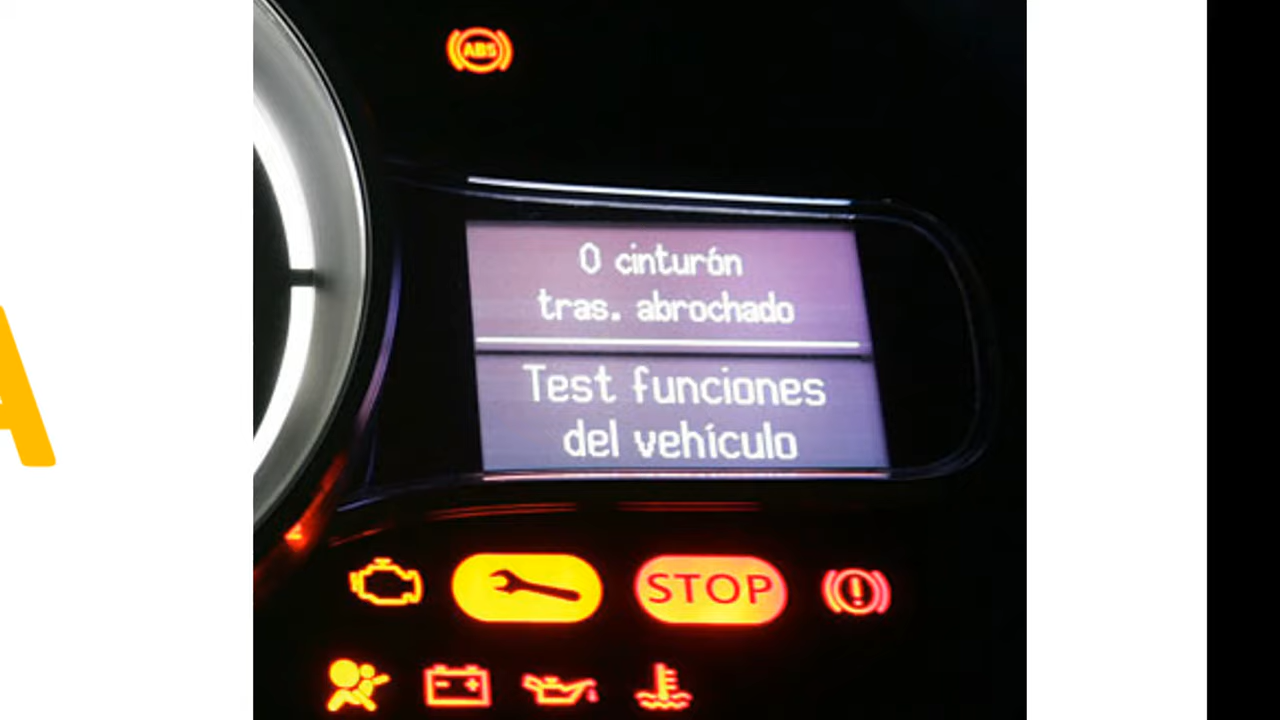 A
ABS
0 cinturón
tras. abrochado
Test funciones
del vehículo
STOP